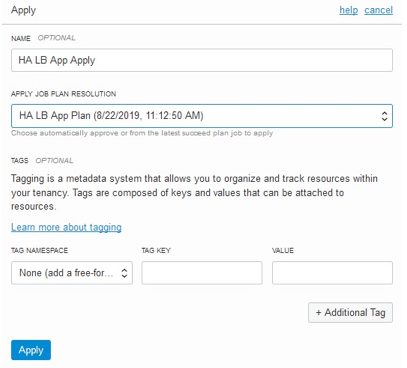 Apply help cancel
NAME OPTIONAL
HA LB App Apply
APPLY JOB PLAN RESOLUTION
HA LB App Plan (8/22/2019, 11:12:50 AM)
Choose automatically approve or from the latest succeed plan job to apply
TAGS OPTIONAL
Tagging is a metadata system that allows you to organize and track resources within
your tenancy. Tags are composed of keys and values that can be attached to
resources.
Learn more about tagging
TAG NAMESPACE TAG KEY VALUE
None (add a free-for...
+ Additional Tag
Apply